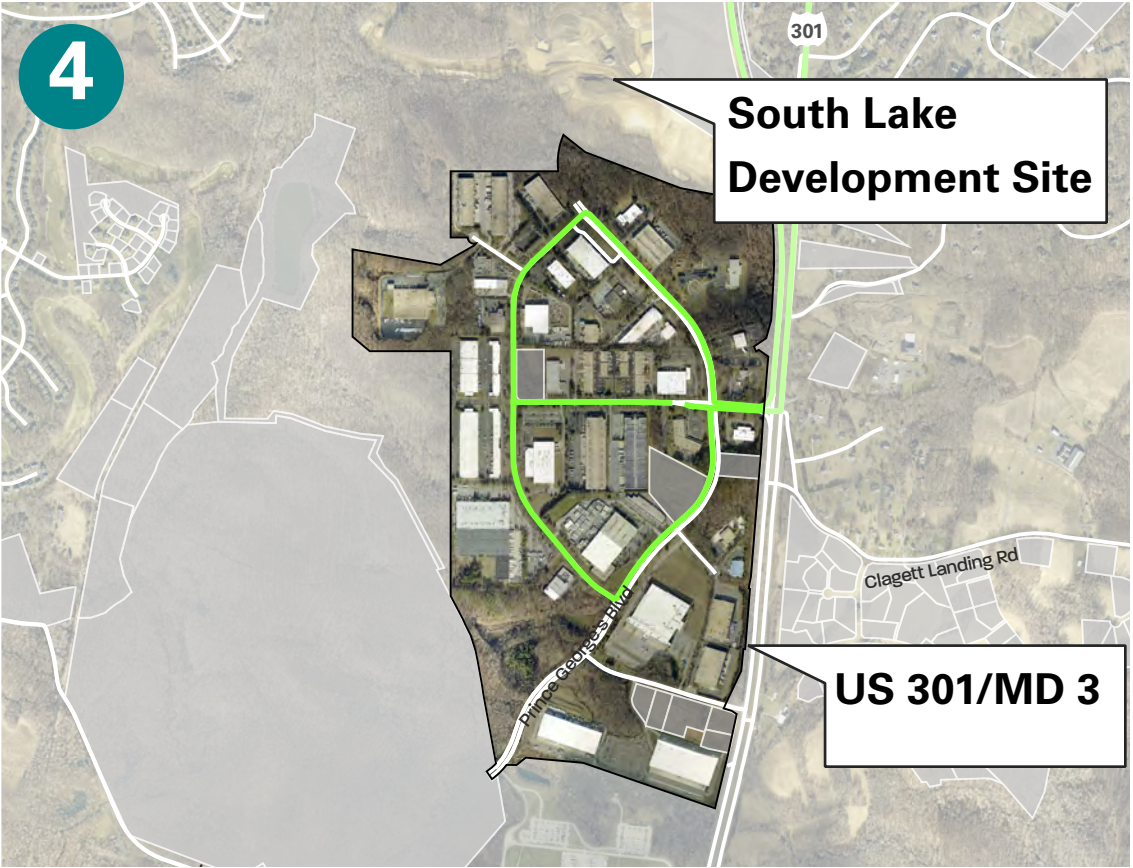 4
301
South Lake
Development Site
Clagett Landing Rd
Prince George's Blvd
US 301/MD 3